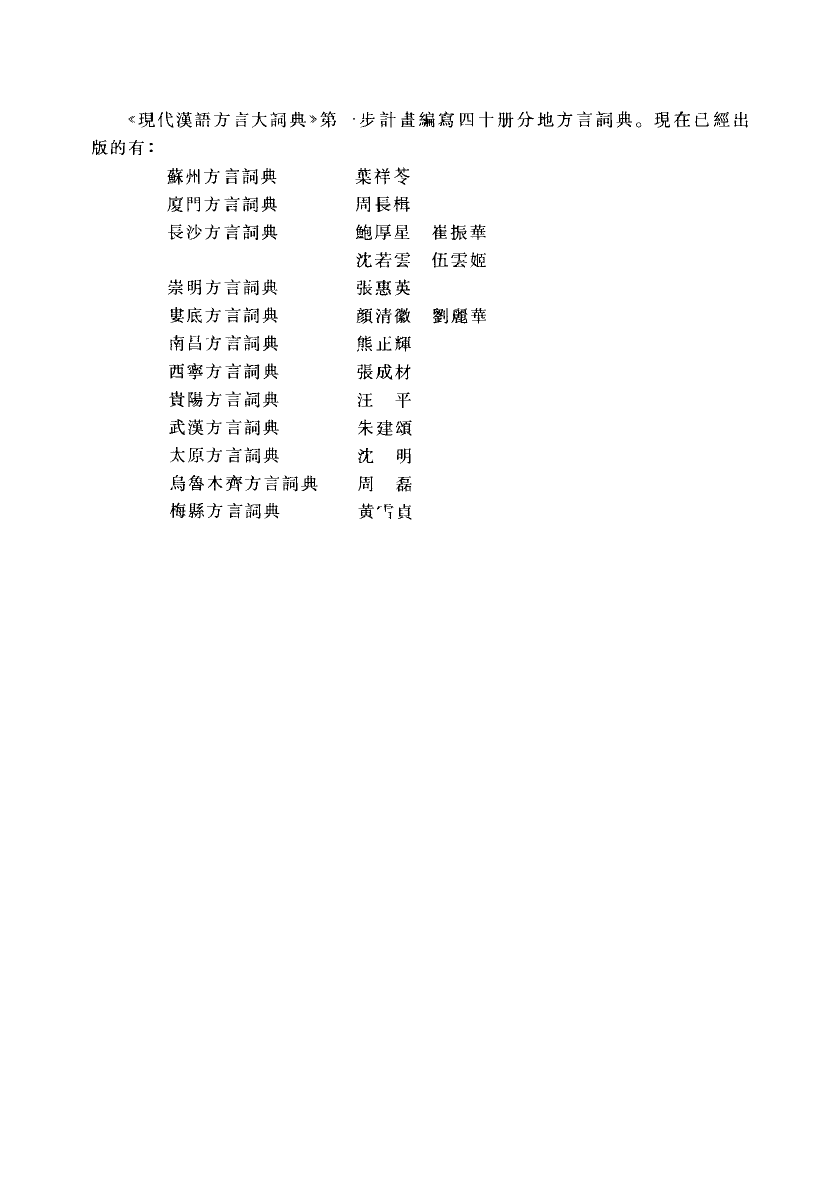 《現代漢語方言大詞典》第一步計畫編寫四十册分地方言詞典。現在已經出
版的有：
蘇州方言詞典　葉祥苓
廈門方言詞典　周長楫
長沙方言詞典　鮑厚星　崔振華
沈若雲　伍雲姬
崇明方言詞典　張惠英
婁底方言詞典　顏清徽　劉麗華
南昌方言詞典　熊正輝
西寧方言詞典　張成材
貴陽方言詞典　汪　平
武漢方言詞典　朱建頌
太原方言詞典　沈　明
烏魯木齊方言詞典　周　磊
梅縣方言詞典　黃雪貞